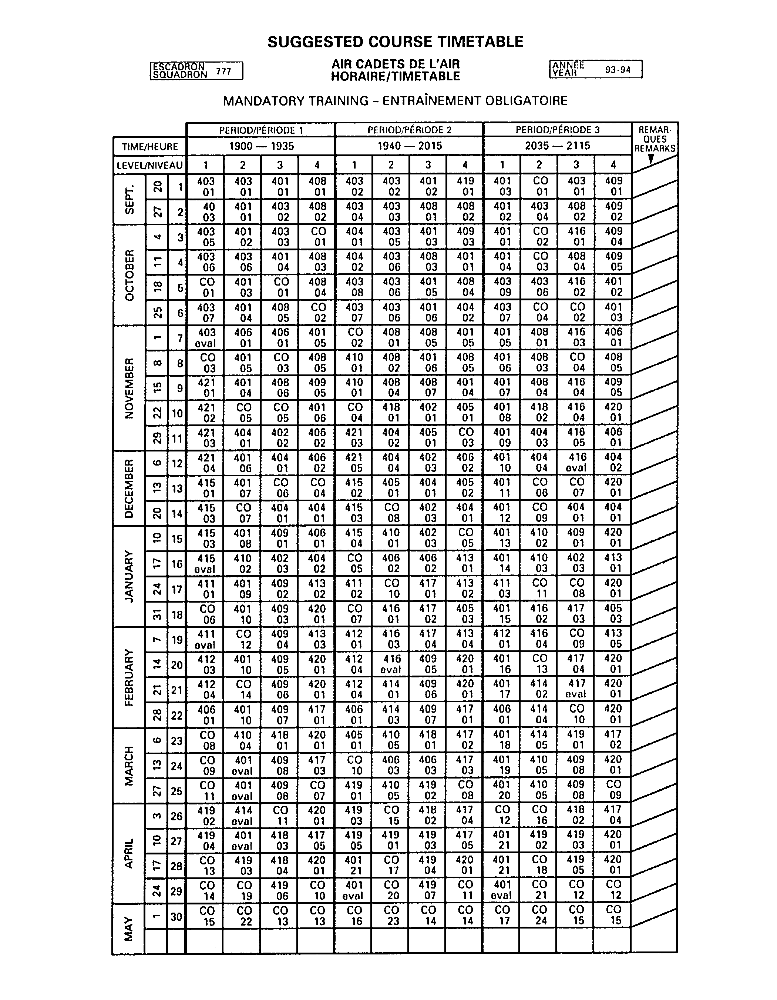 SUGGESTED COURSE TIMETABLE
ESCADRON
SQUADRON 777
AIR CADETS DE L'AIR
HORAIRE/TIMETABLE
ANNÉE
YEAR 93-94
MANDATORY TRAINING – ENTRAÎNEMENT OBLIGATOIRE
PERIOD/PÉRIODE 1 PERIOD/PÉRIODE 2 PERIOD/PÉRIODE 3 REMAR-
QUES
REMARKS
TIME/HEURE 1900 — 1935 1940 — 2015 2035 — 2115
LEVEL/NIVEAU 1 2 3 4 1 2 3 4 1 2 3 4
SEPT.
20 1 403 403 401 408 403 403 401 419 401 CO 403 409
01 01 01 01 02 02 02 01 03 01 01 01
27 2 40 401 403 408 403 403 408 408 401 403 408 409
03 01 02 02 04 03 01 02 02 04 02 02
OCTOBER
4 3 403 401 403 CO 404 403 401 409 401 CO 416 409
05 02 03 01 01 05 03 03 01 02 01 04
11 4 403 403 401 408 404 403 408 401 401 CO 408 409
06 06 04 03 02 06 03 01 04 03 04 05
18 5 CO 401 CO 408 403 403 401 408 403 403 416 401
01 03 01 04 08 06 05 04 09 06 02 02
25 6 403 401 408 CO 403 403 401 404 403 CO CO 401
07 04 05 02 07 06 06 02 07 04 02 03
NOVEMBER
1 7 403 406 406 401 CO 408 408 401 401 408 416 406
eval 01 01 05 02 01 05 05 05 01 03 01
8 8 CO 401 CO 408 410 408 401 408 401 408 CO 408
03 05 03 05 01 02 06 05 06 03 04 05
15 9 421 401 408 409 410 408 408 401 401 408 416 409
01 04 06 05 01 04 07 04 07 04 04 05
22 10 421 CO CO 401 CO 418 402 405 401 418 416 420
02 05 05 06 04 01 01 01 08 02 04 01
29 11 421 404 402 406 421 404 405 CO 401 404 416 406
03 01 02 02 03 02 01 03 09 03 05 01
DECEMBER
6 12 421 401 404 406 421 404 402 406 401 404 416 404
04 06 01 02 05 04 03 02 10 04 eval 02
13 13 415 401 CO CO 415 405 404 405 401 CO CO 420
01 07 06 04 02 01 01 02 11 06 07 01
20 14 415 CO 404 404 415 CO 402 404 401 CO 404 404
03 07 01 01 03 08 03 01 12 09 01 01
JANUARY
10 15 415 401 409 406 415 410 402 CO 401 410 409 420
03 08 01 01 04 01 03 05 13 02 01 01
17 16 415 410 402 404 CO 406 406 413 401 410 402 413
eval 02 03 02 05 02 02 01 14 03 03 01
24 17 411 401 409 413 411 CO 417 413 411 CO CO 420
01 09 02 02 02 10 01 02 03 11 08 01
31 18 CO 401 409 420 CO 416 417 405 401 416 417 405
06 10 03 01 07 01 02 03 15 02 03 03
FEBRUARY
7 19 411 CO 409 413 412 416 417 413 412 416 CO 413
eval 12 04 03 01 03 04 04 01 04 09 05
14 20 412 401 409 420 412 416 409 420 401 CO 417 420
03 10 05 01 04 eval 05 01 16 13 04 01
21 21 412 CO 409 420 412 414 409 420 401 414 417 420
04 14 06 01 04 01 06 01 17 02 eval 01
28 22 406 401 409 417 406 414 409 417 406 414 CO 420
01 10 07 01 01 03 07 01 01 04 10 01
MARCH
6 23 CO 410 418 420 405 410 418 417 401 414 419 417
08 04 01 01 01 05 01 02 18 05 01 02
13 24 CO 401 409 417 CO 406 406 417 401 410 409 420
09 eval 08 03 10 03 03 03 19 05 08 01
27 25 CO 401 409 CO 419 410 419 CO 401 410 409 CO
11 eval 08 07 01 05 02 08 20 05 08 09
APRIL
3 26 419 414 CO 420 419 CO 418 417 CO CO 418 417
02 eval 11 01 03 15 02 04 12 16 02 04
10 27 419 401 418 417 419 419 419 417 401 419 419 420
04 eval 03 05 05 01 03 05 21 02 03 01
17 28 CO 419 418 420 401 CO 419 420 401 CO 419 420
13 03 04 01 21 17 04 01 21 18 05 01
24 29 CO CO 419 CO 401 CO 419 CO 401 CO CO CO
14 19 06 10 eval 20 07 11 eval 21 12 12
MAY
1 30 CO CO CO CO CO CO CO CO CO CO CO CO
15 22 13 13 16 23 14 14 17 24 15 15